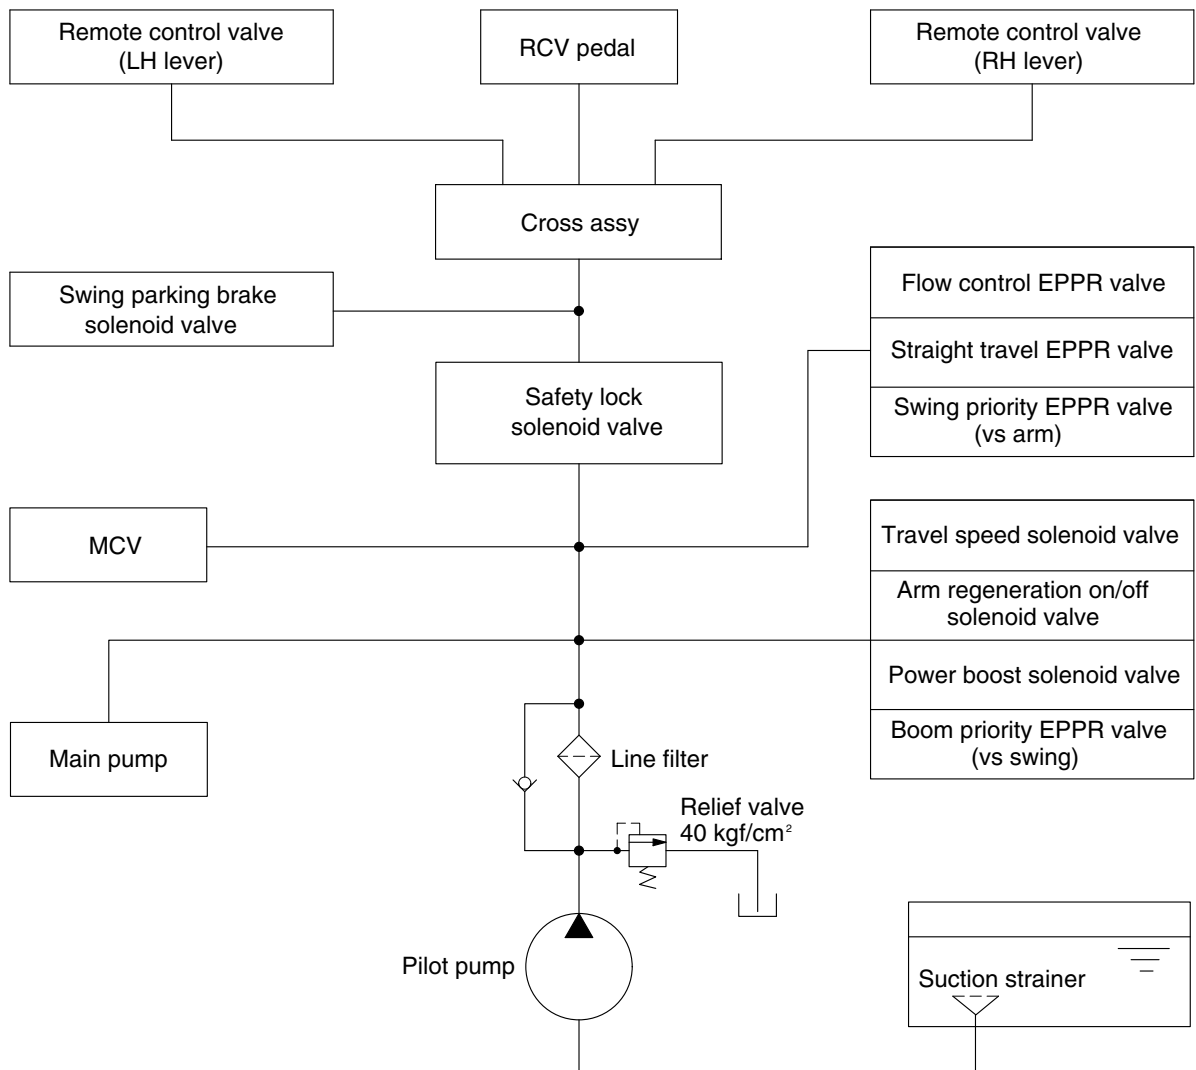 Remote control valve
(LH lever)
RCV pedal
Remote control valve
(RH lever)
Cross assy
Swing parking brake
solenoid valve
Flow control EPPR valve
Straight travel EPPR valve
Swing priority EPPR valve
(vs arm)
Safety lock
solenoid valve
MCV
Travel speed solenoid valve
Arm regeneration on/off
solenoid valve
Power boost solenoid valve
Boom priority EPPR valve
(vs swing)
Main pump
Line filter
Relief valve
40 kgf/cm²
Pilot pump
Suction strainer